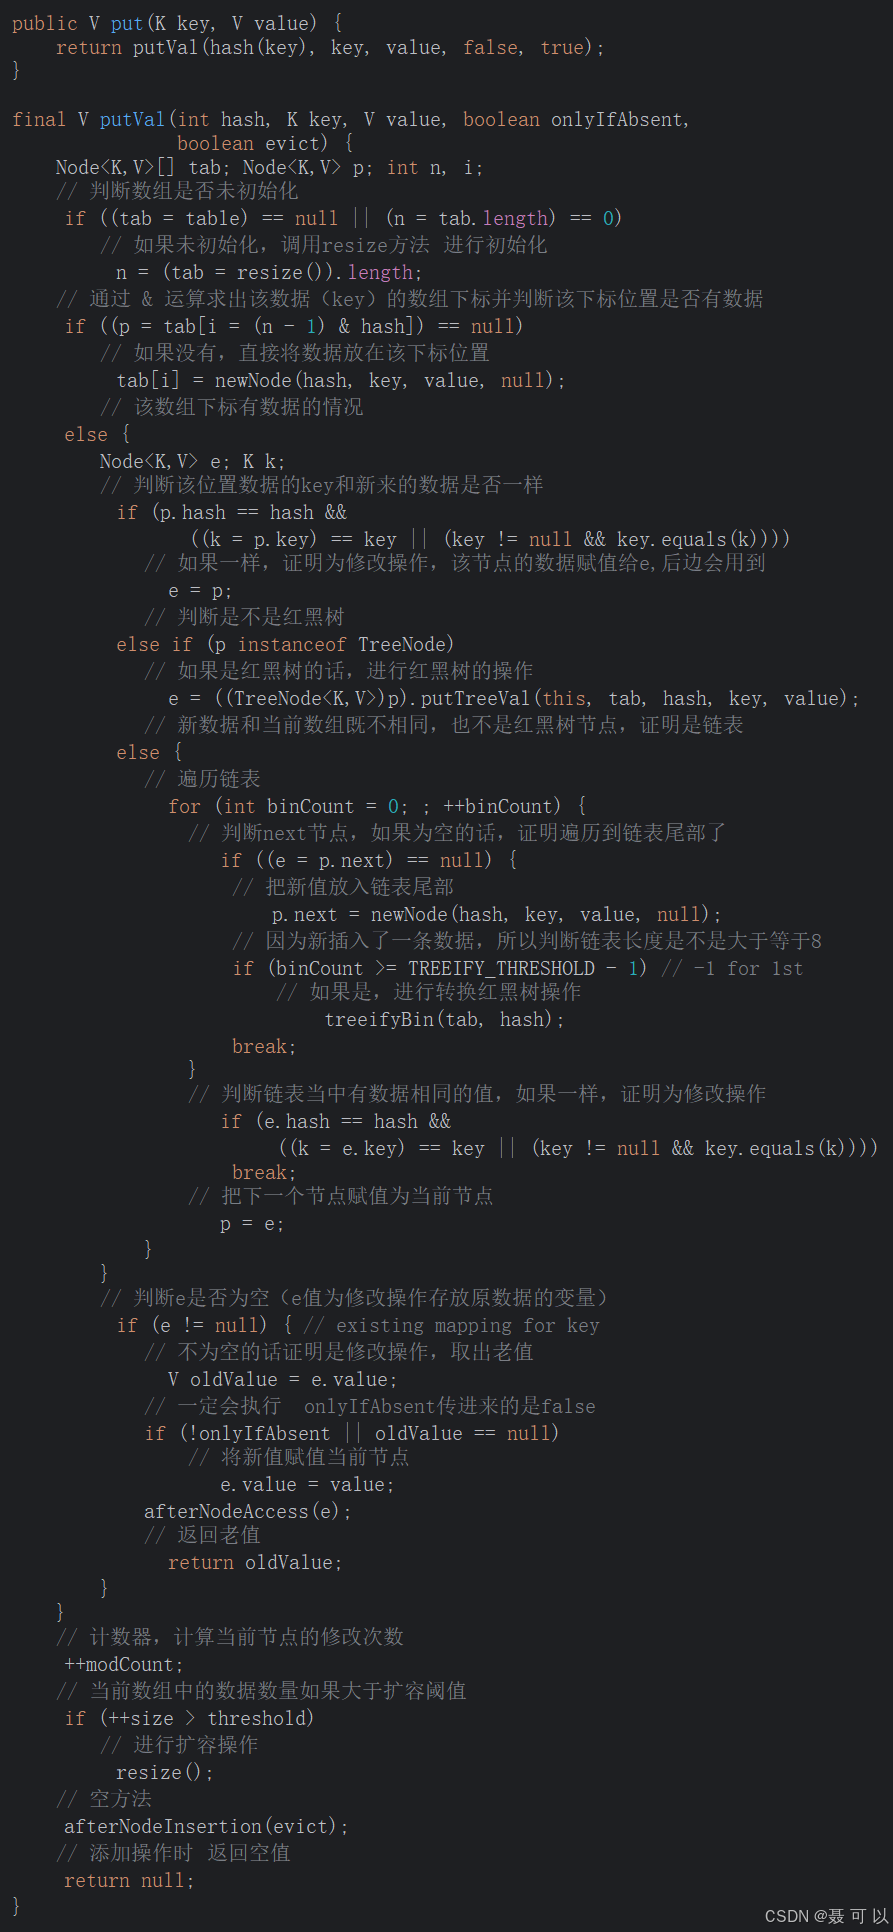 public V put(K key, V value) {
    return putVal(hash(key), key, value, false, true);
}

final V putVal(int hash, K key, V value, boolean onlyIfAbsent,
               boolean evict) {
    Node<K,V>[] tab; Node<K,V> p; int n, i;
    // 判断数组是否未初始化
    if ((tab = table) == null || (n = tab.length) == 0)
        // 如果未初始化，调用resize方法 进行初始化
        n = (tab = resize()).length;
    // 通过 & 运算求出该数据（key）的数组下标并判断该下标位置是否有数据
    if ((p = tab[i = (n - 1) & hash]) == null)
        // 如果没有，直接将数据放在该下标位置
        tab[i] = newNode(hash, key, value, null);
        // 该数组下标有数据的情况
    else {
        Node<K,V> e; K k;
        // 判断该位置数据的key和新来的数据是否一样
        if (p.hash == hash &&
                ((k = p.key) == key || (key != null && key.equals(k))))
            // 如果一样，证明为修改操作，该节点的数据赋值给e,后边会用到
            e = p;
            // 判断是不是红黑树
        else if (p instanceof TreeNode)
            // 如果是红黑树的话，进行红黑树的操作
            e = ((TreeNode<K,V>)p).putTreeVal(this, tab, hash, key, value);
            // 新数据和当前数组既不相同，也不是红黑树节点，证明是链表
        else {
            // 遍历链表
            for (int binCount = 0; ; ++binCount) {
                // 判断next节点，如果为空的话，证明遍历到链表尾部了
                if ((e = p.next) == null) {
                    // 把新值放入链表尾部
                    p.next = newNode(hash, key, value, null);
                    // 因为新插入了一条数据，所以判断链表长度是不是大于等于8
                    if (binCount >= TREEIFY_THRESHOLD - 1) // -1 for 1st
                        // 如果是，进行转换红黑树操作
                        treeifyBin(tab, hash);
                    break;
                }
                // 判断链表当中有数据相同的值，如果一样，证明为修改操作
                if (e.hash == hash &&
                        ((k = e.key) == key || (key != null && key.equals(k))))
                    break;
                // 把下一个节点赋值为当前节点
                p = e;
            }
        }
        // 判断e是否为空（e值为修改操作存放原数据的变量）
        if (e != null) { // existing mapping for key
            // 不为空的话证明是修改操作，取出老值
            V oldValue = e.value;
            // 一定会执行  onlyIfAbsent传进来的是false
            if (!onlyIfAbsent || oldValue == null)
                // 将新值赋值当前节点
                e.value = value;
            afterNodeAccess(e);
            // 返回老值
            return oldValue;
        }
    }
    // 计数器，计算当前节点的修改次数
    ++modCount;
    // 当前数组中的数据数量如果大于扩容阈值
    if (++size > threshold)
        // 进行扩容操作
        resize();
    // 空方法
    afterNodeInsertion(evict);
    // 添加操作时 返回空值
    return null;
}
CSDN @聂 可 以